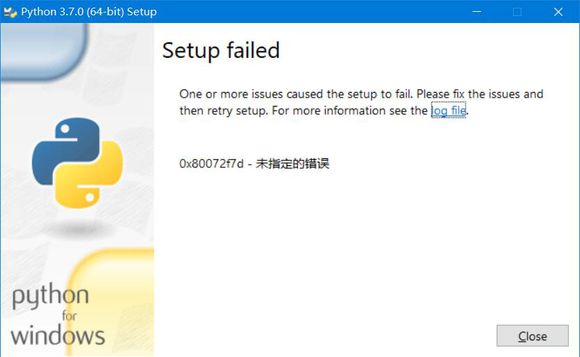 Python 3.7.0 (64-bit) Setup
Setup failed
One or more issues caused the setup to fail. Please fix the issues and
then retry setup. For more information see the log file.
0x80072f7d - 未指定的错误
python
for
windows
Close